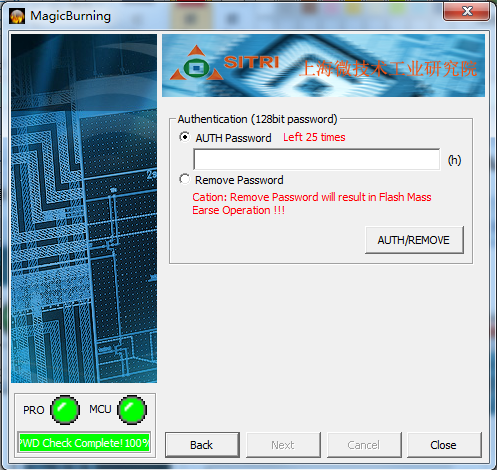 MagicBurning
SITRI
上海微技术工业研究院
Authentication (128bit password)
AUTH Password Left 25 times
(h)
Remove Password
Cation: Remove Password will result in Flash Mass
Earse Operation !!!
AUTH/REMOVE
PRO MCU
WD Check Complete! 100%
Back Next Cancel Close